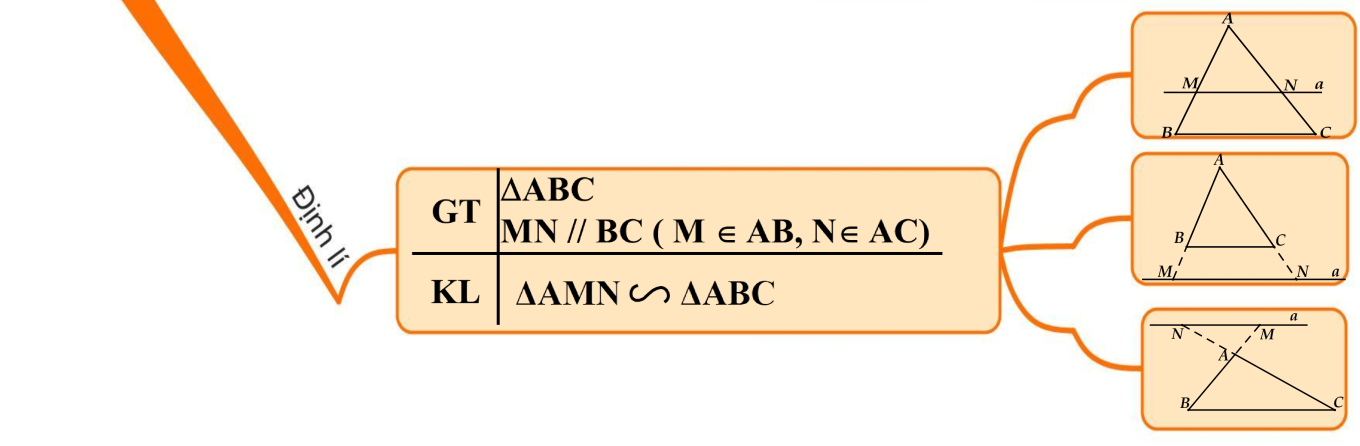 Định lí
GT
ΔABC
MN // BC ( M ∈ AB, N∈ AC)
KL
ΔAMN ∽ ΔABC
A
M N a
B C
A
B C
M N a
a
N M
A
B C